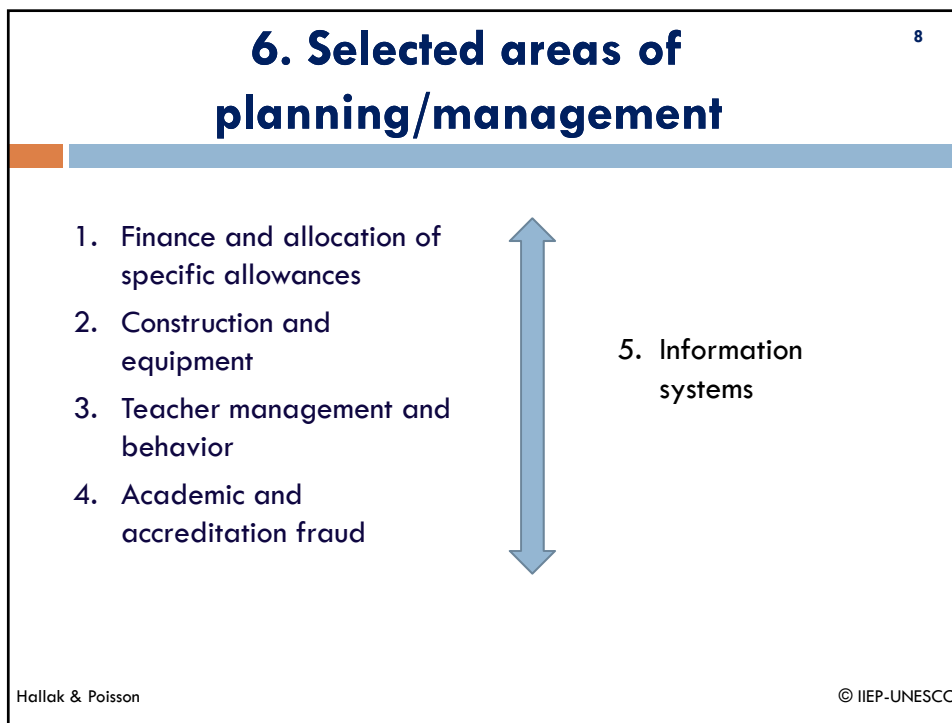 6. Selected areas of
planning/management
8
1. Finance and allocation of
specific allowances
2. Construction and
equipment
3. Teacher management and
behavior
4. Academic and
accreditation fraud
5. Information
systems
Hallak & Poisson
© IIEP-UNESCO